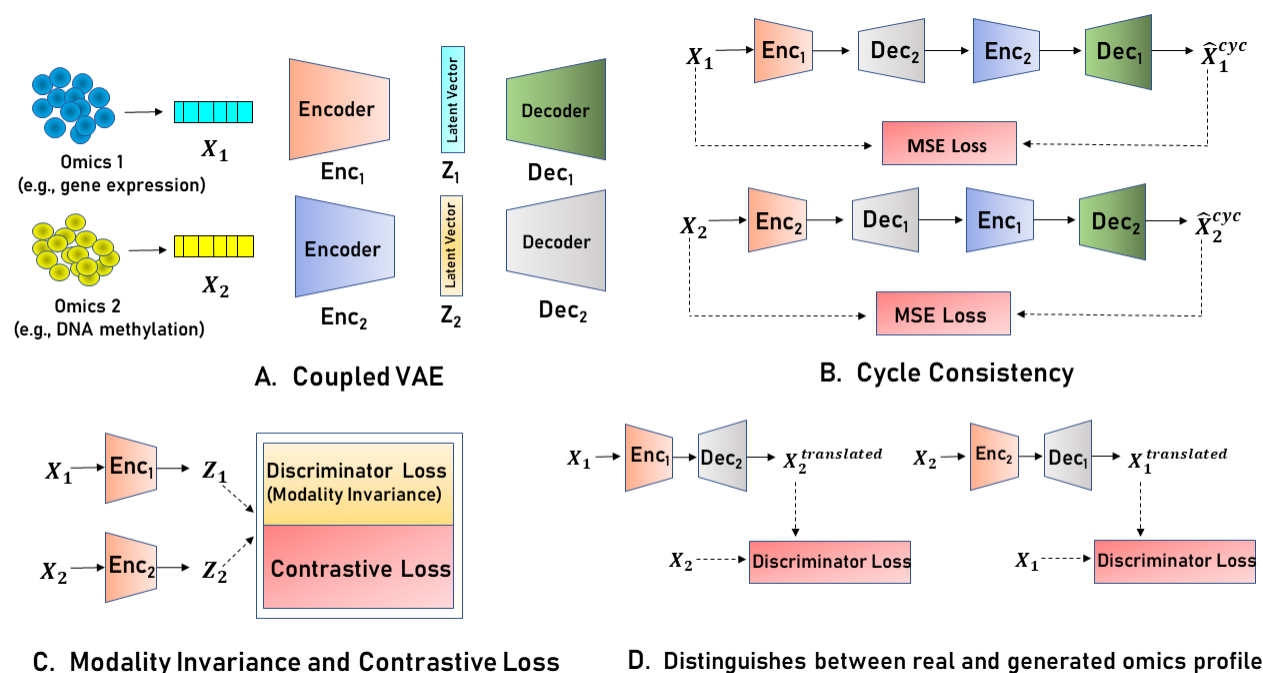 Omics 1
(e.g., gene expression)
X₁
Encoder
Enc₁
Latent Vector
Z₁
Decoder
Dec₁
Omics 2
(e.g., DNA methylation)
X₂
Encoder
Enc₂
Latent Vector
Z₂
Decoder
Dec₂
A. Coupled VAE
X₁
Enc₁
Dec₂
Enc₂
Dec₁
X̂₁ᶜʸᶜ
MSE Loss
X₂
Enc₂
Dec₁
Enc₁
Dec₂
X̂₂ᶜʸᶜ
MSE Loss
B. Cycle Consistency
X₁
Enc₁
Z₁
X₂
Enc₂
Z₂
Discriminator Loss
(Modality Invariance)
Contrastive Loss
C. Modality Invariance and Contrastive Loss
X₁
Enc₁
Dec₂
X₂ᵗʳᵃⁿˢˡᵃᵗᵉᵈ
X₂
Discriminator Loss
X₂
Enc₂
Dec₁
X₁ᵗʳᵃⁿˢˡᵃᵗᵉᵈ
X₁
Discriminator Loss
D. Distinguishes between real and generated omics profile